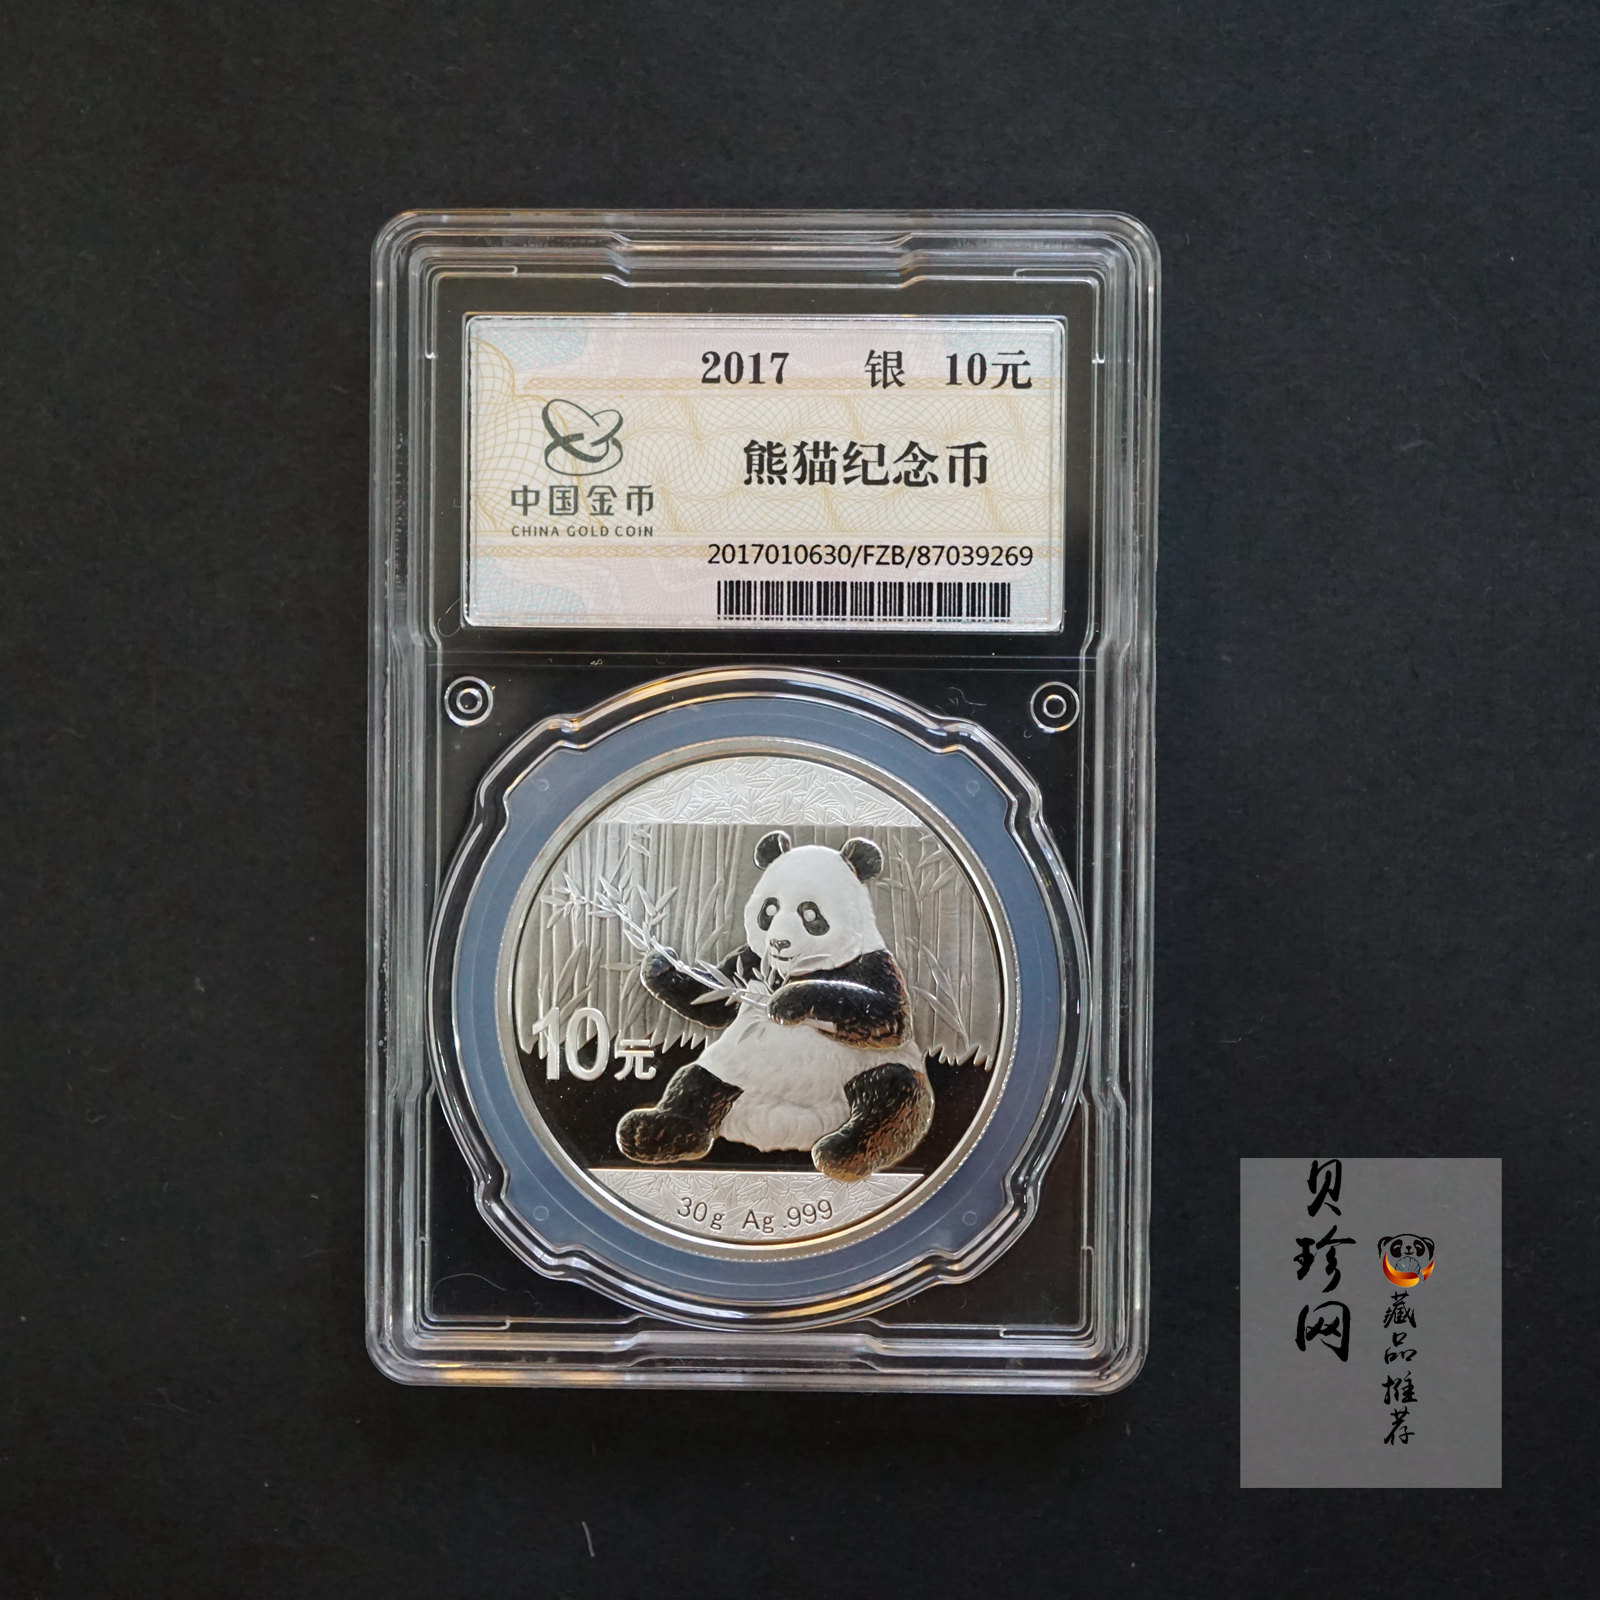 2017 银 10元
熊猫纪念币
中国金币
CHINA GOLD COIN
2017010630/FZB/87039269
10元
30g Ag.999
贝珍网
藏品推荐